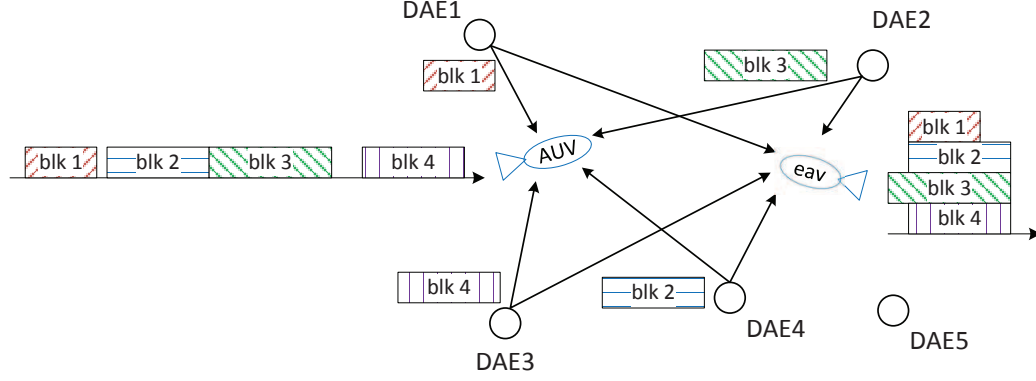 DAE1
DAE2
blk 1
blk 3
blk 1
blk 2
blk 3
blk 4
AUV
eav
blk 1
blk 2
blk 3
blk 4
blk 4
blk 2
DAE3
DAE4
DAE5